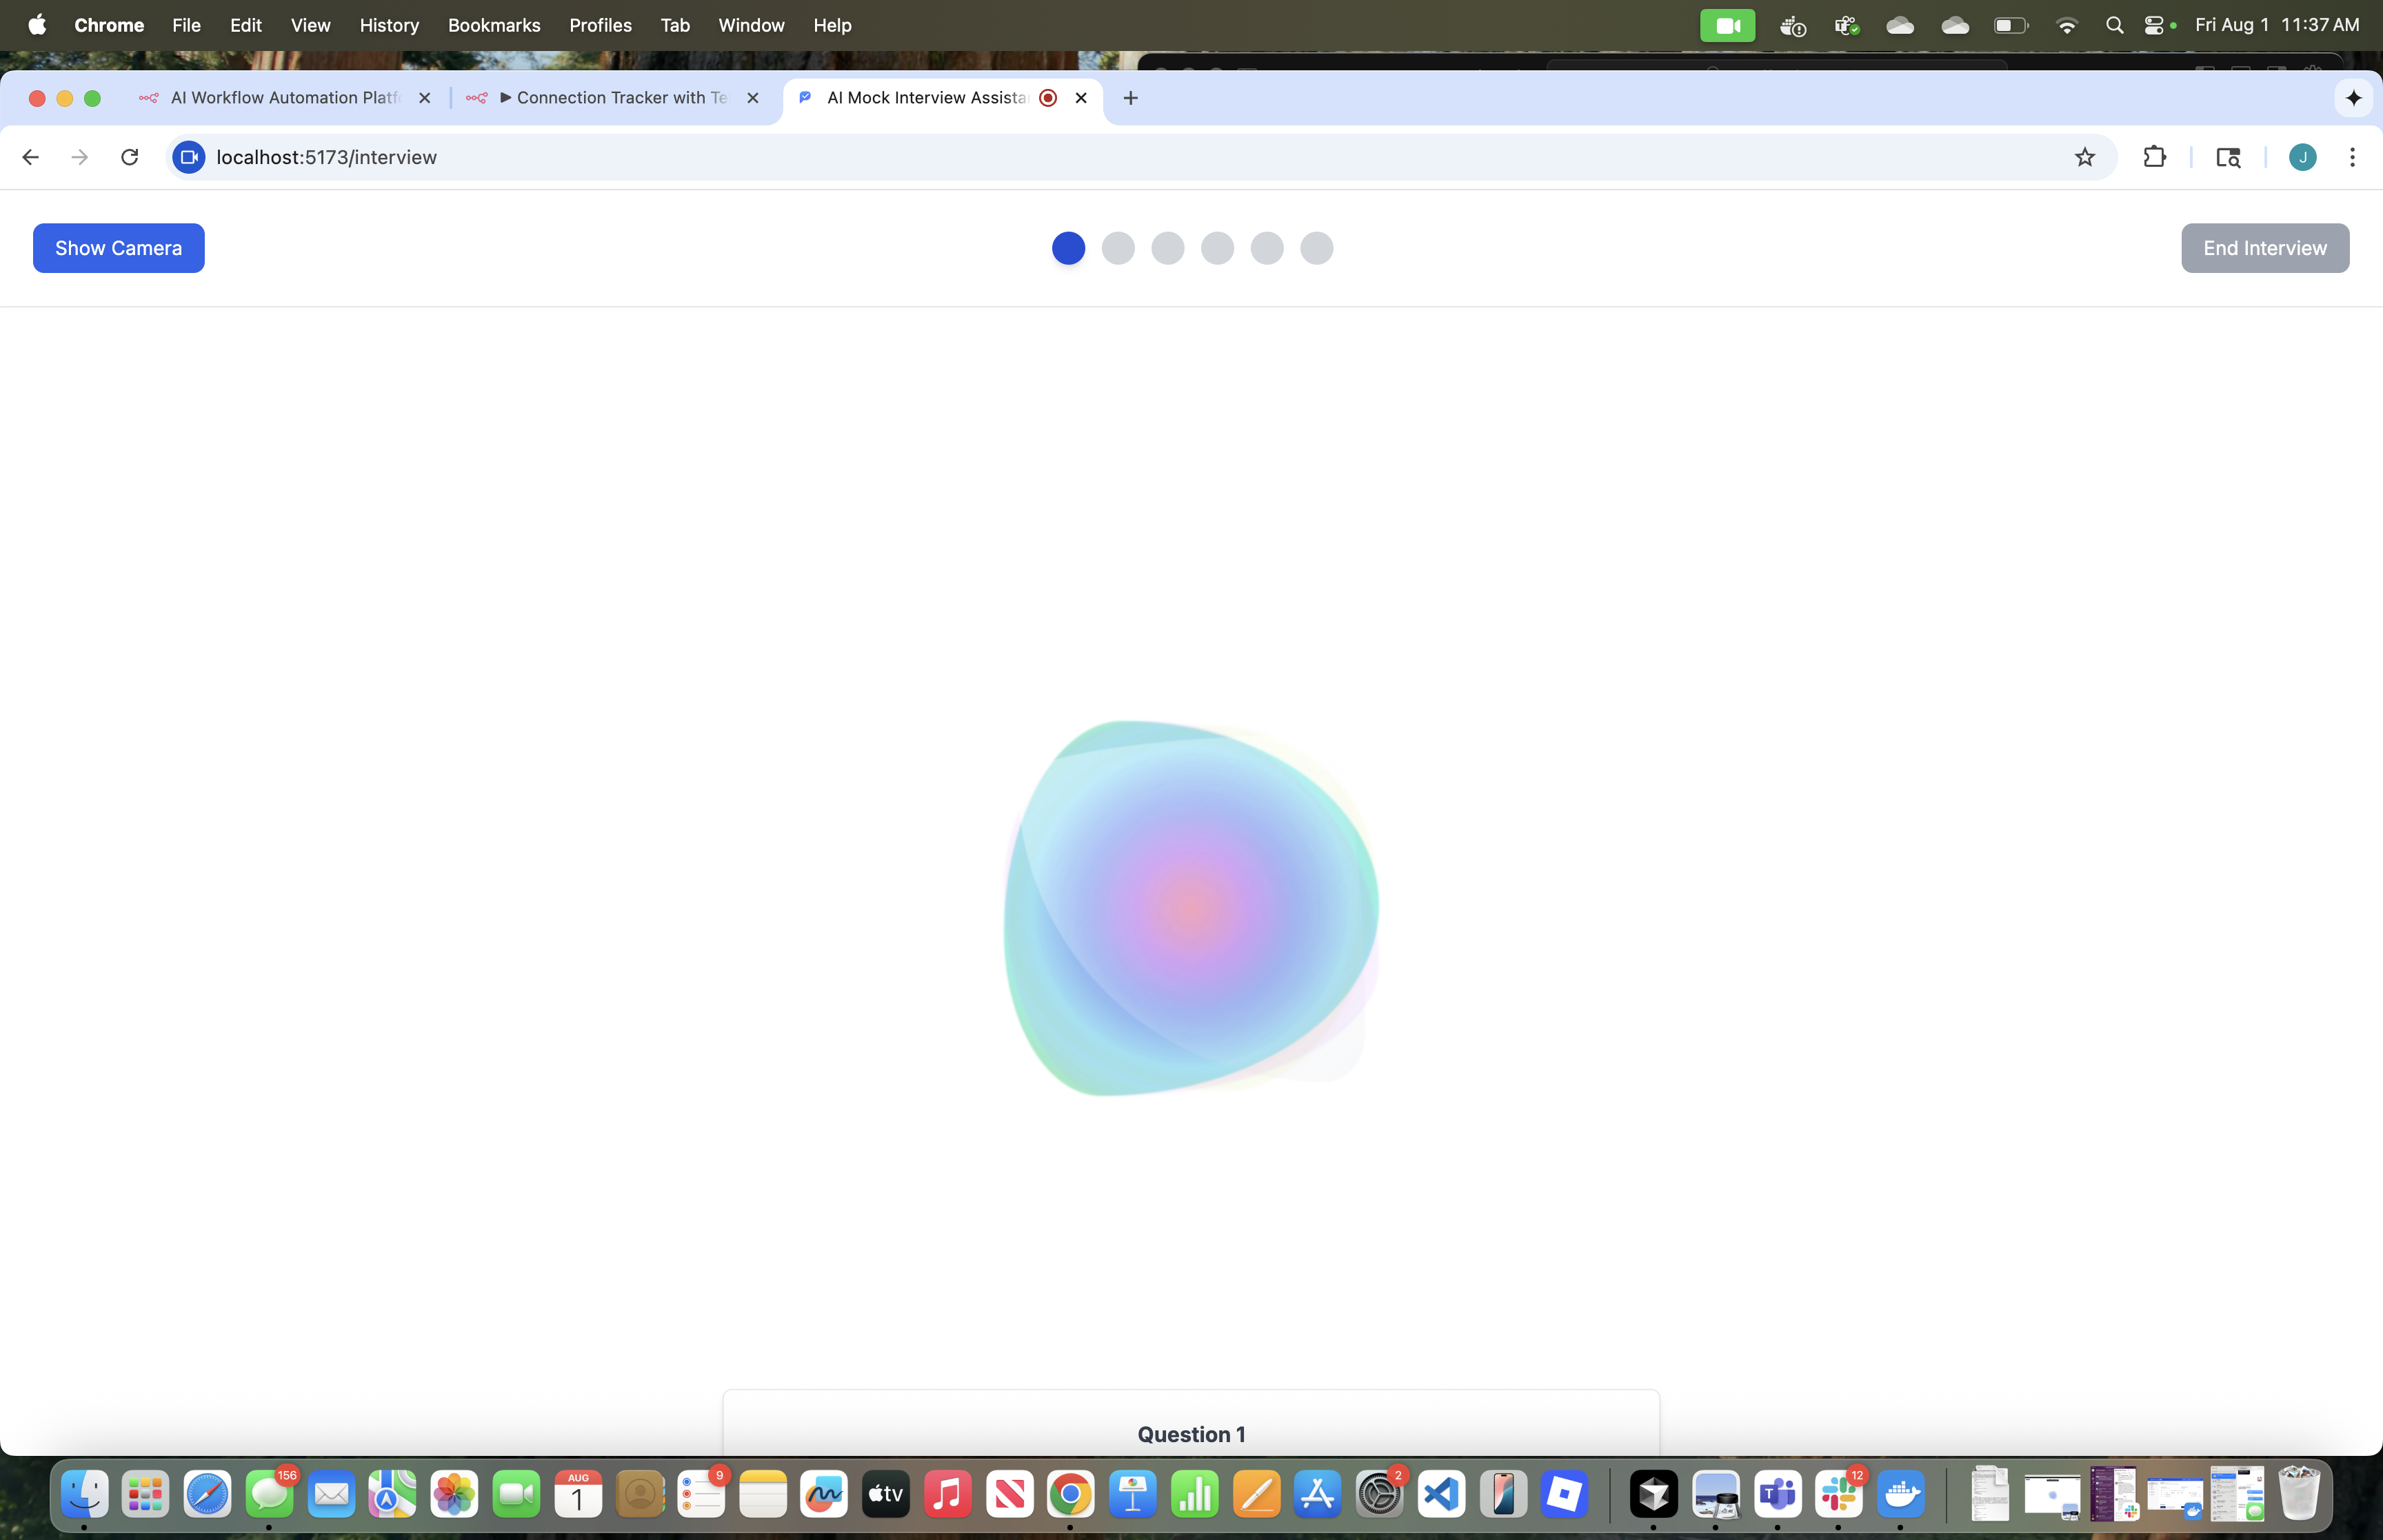 Chrome File Edit View History Bookmarks Profiles Tab Window Help Fri Aug 1 11:37 AM
AI Workflow Automation Platf Connection Tracker with Te AI Mock Interview Assista
localhost:5173/interview J
Show Camera End Interview
Question 1
156 AUG 1 9 tv 2 12